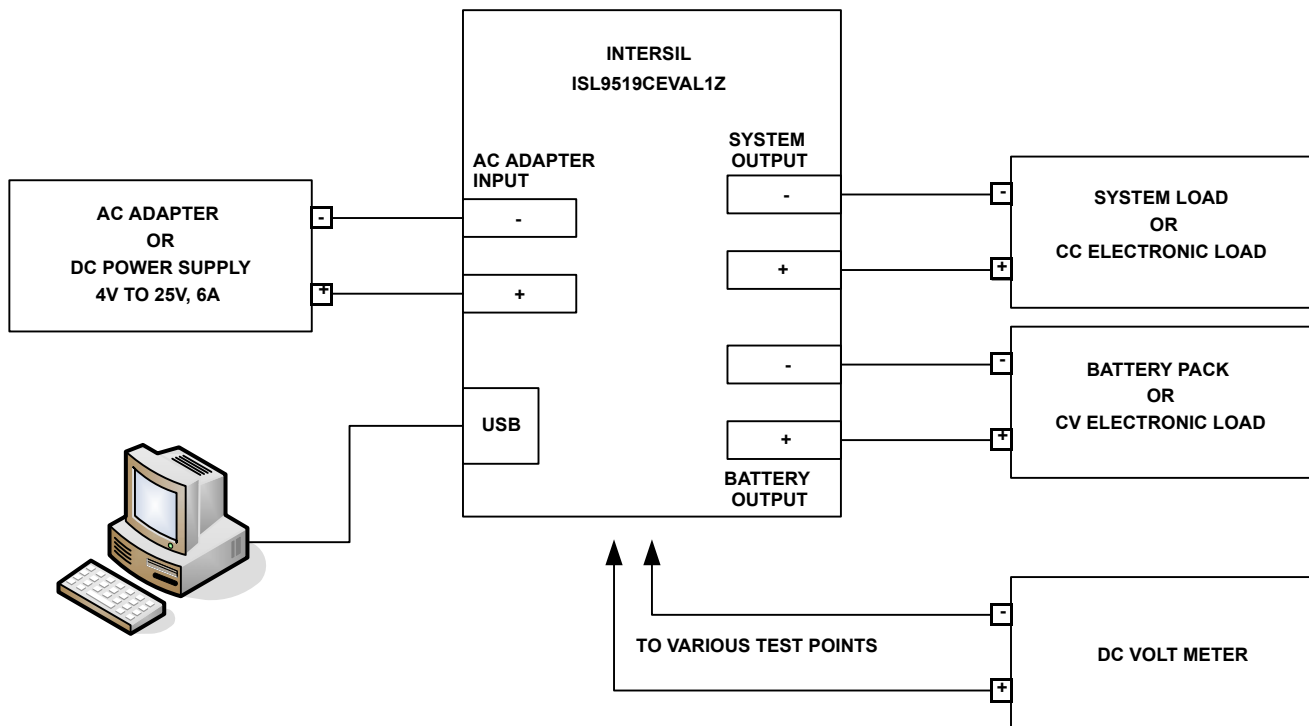 INTERSIL
ISL9519CEVAL1Z
AC ADAPTER
INPUT
-
+
USB
SYSTEM
OUTPUT
-
+
-
+
BATTERY
OUTPUT
AC ADAPTER
OR
DC POWER SUPPLY
4V TO 25V, 6A
-
+
-
+
SYSTEM LOAD
OR
CC ELECTRONIC LOAD
-
+
BATTERY PACK
OR
CV ELECTRONIC LOAD
TO VARIOUS TEST POINTS
-
+
DC VOLT METER